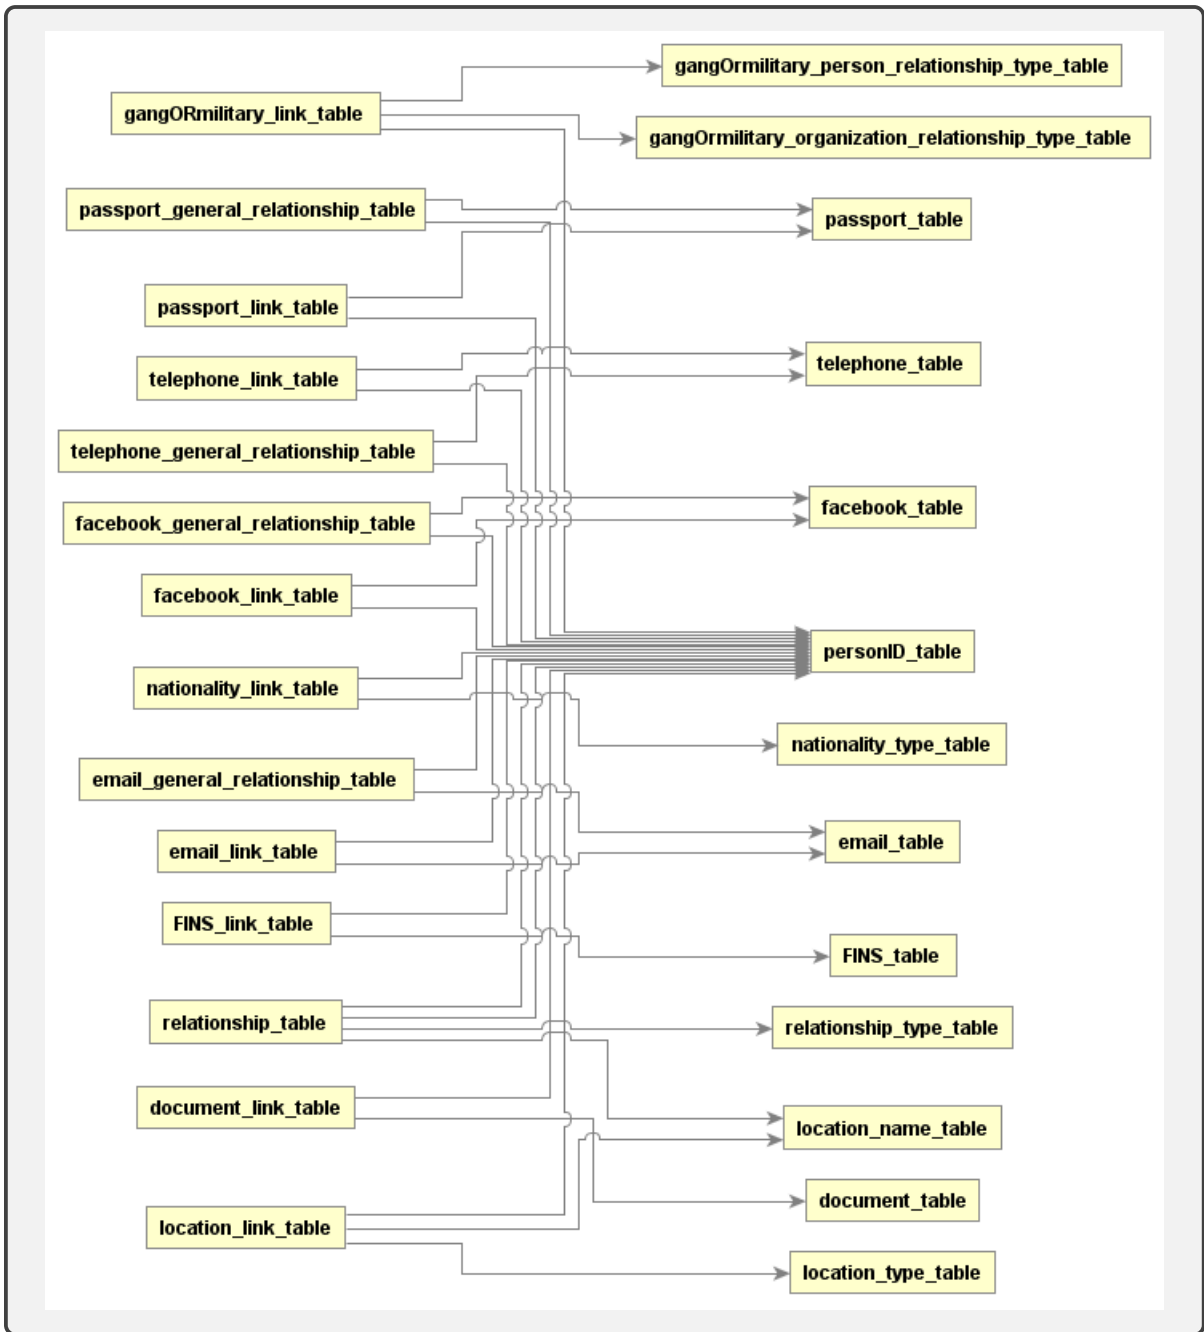 gangOrmilitary_person_relationship_type_table
gangORmilitary_link_table
gangOrmilitary_organization_relationship_type_table
passport_general_relationship_table
passport_table
passport_link_table
telephone_table
telephone_link_table
telephone_general_relationship_table
facebook_table
facebook_general_relationship_table
facebook_link_table
personID_table
nationality_link_table
nationality_type_table
email_general_relationship_table
email_table
email_link_table
FINS_link_table
FINS_table
relationship_table
relationship_type_table
document_link_table
location_name_table
document_table
location_link_table
location_type_table